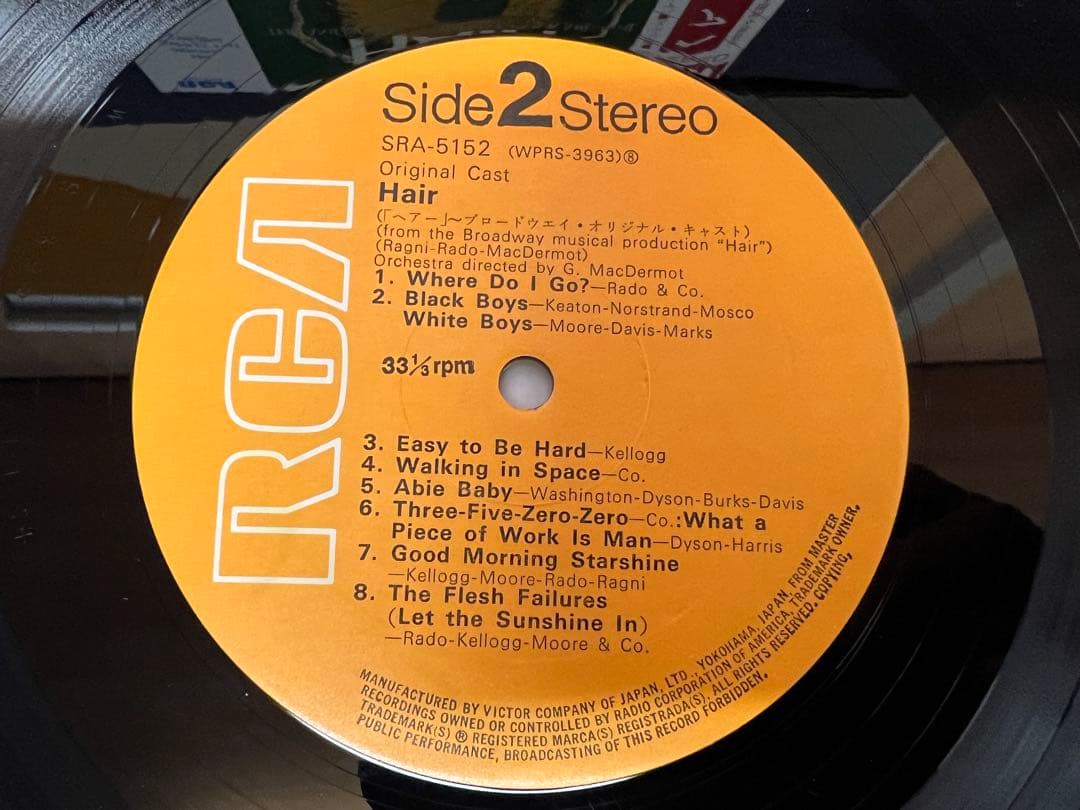 Side 2 Stereo
SRA-5152 (WPRS-3963)Ⓡ
Original Cast
Hair
(「ヘアー」〜ブロードウェイ・オリジナル・キャスト)
(from the Broadway musical production "Hair")
(Ragni-Rado-MacDermot)
Orchestra directed by G. MacDermot
1. Where Do I Go?—Rado & Co.
2. Black Boys—Keaton-Norstrand-Mosco
White Boys—Moore-Davis-Marks
33⅓ rpm
3. Easy to Be Hard—Kellogg
4. Walking in Space—Co.
5. Abie Baby—Washington-Dyson-Burks-Davis
6. Three-Five-Zero-Zero—Co.:What a
Piece of Work Is Man—Dyson-Harris
7. Good Morning Starshine
—Kellogg-Moore-Rado-Ragni
8. The Flesh Failures
(Let the Sunshine In)
—Rado-Kellogg-Moore & Co.
RCA
MANUFACTURED BY VICTOR COMPANY OF JAPAN, LTD., YOKOHAMA, JAPAN, FROM MASTER
RECORDINGS OWNED OR CONTROLLED BY RADIO CORPORATION OF AMERICA, TRADEMARK OWNER.
TRADEMARK(S) ® REGISTERED MARCA(S) REGISTRADA(S). ALL RIGHTS RESERVED. COPYING,
PUBLIC PERFORMANCE, BROADCASTING OF THIS RECORD FORBIDDEN.